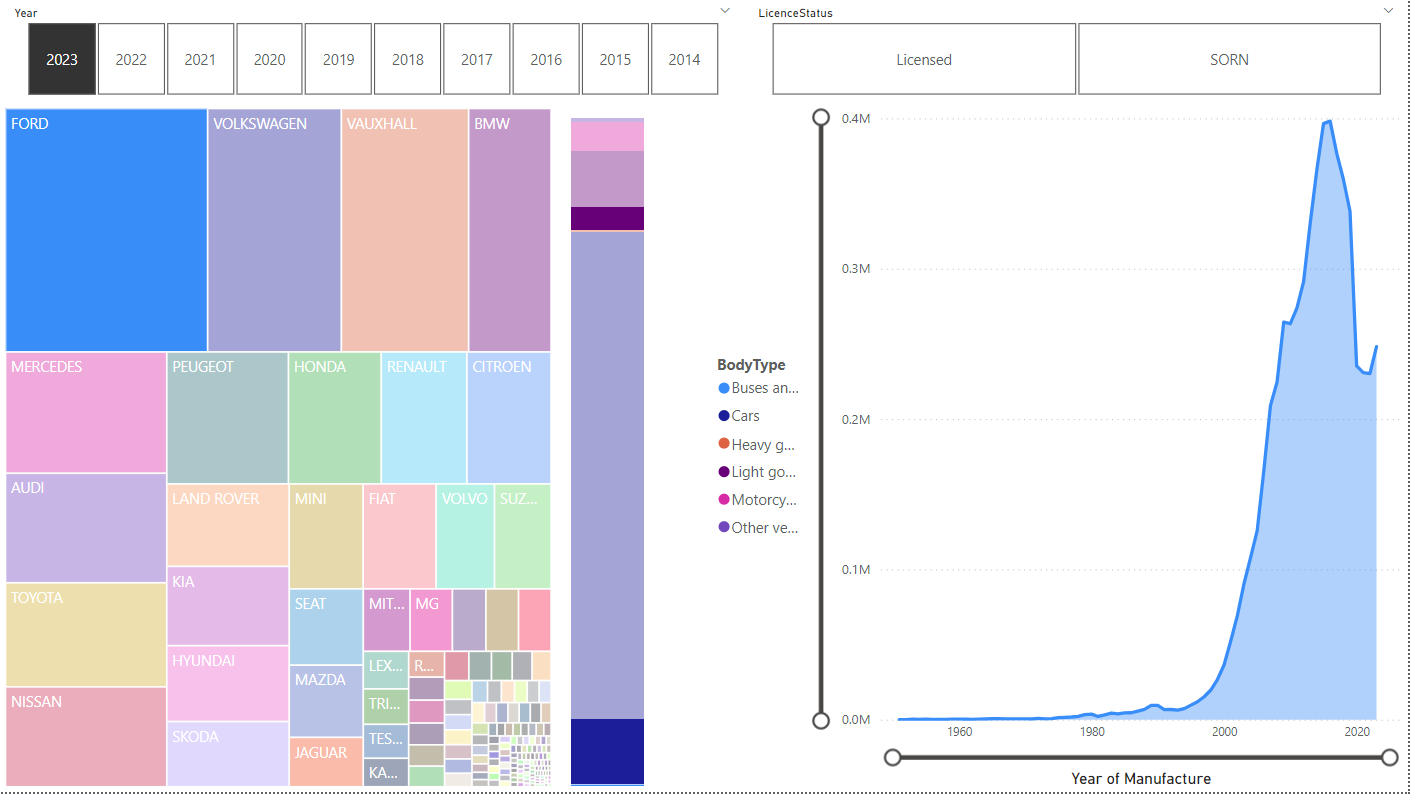 Year
LicenceStatus
2023 2022 2021 2020 2019 2018 2017 2016 2015 2014
Licensed SORN
FORD VOLKSWAGEN VAUXHALL BMW
MERCEDES PEUGEOT HONDA RENAULT CITROEN
AUDI LAND ROVER MINI FIAT VOLVO SUZ...
TOYOTA KIA SEAT MIT... MG
NISSAN HYUNDAI MAZDA LEX... R...
TRI...
SKODA JAGUAR TES...
KA...
BodyType
Buses an...
Cars
Heavy g...
Light go...
Motorcy...
Other ve...
0.4M
0.3M
0.2M
0.1M
0.0M
1960 1980 2000 2020
Year of Manufacture